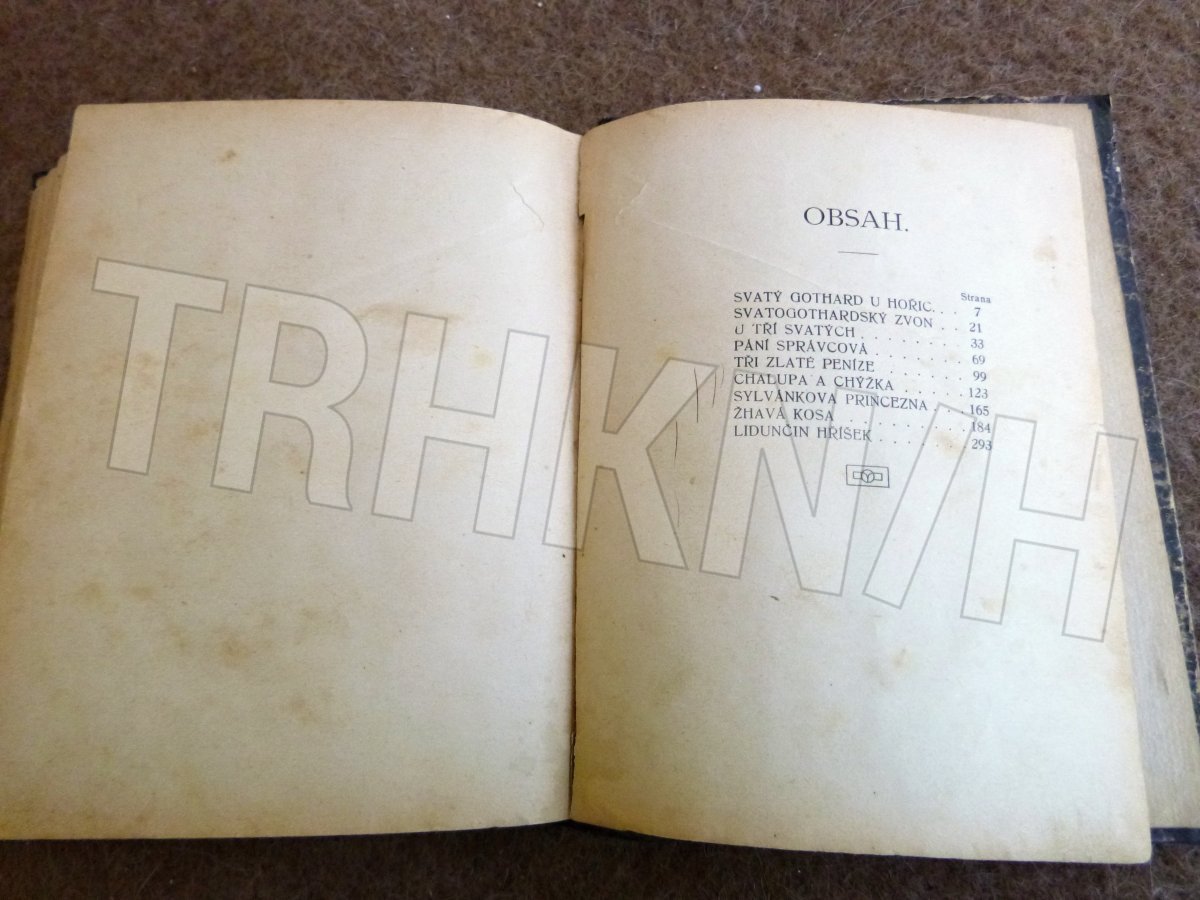 OBSAH.
Strana
SVATÝ GOTHARD U HOŘIC. . . 7
SVATOGOTHARDSKÝ ZVON . . 21
U TŘÍ SVATÝCH . . . . . . . . 33
PANÍ SPRÁVCOVÁ . . . . . . . 69
TŘI ZLATÉ PENÍZE . . . . . . 99
CHALUPA A CHÝŽKA . . . . . 123
SYLVÁNKOVA PRINCEZNA . . . 165
ŽHAVÁ KOSA . . . . . . . . 184
LIDUNČIN HŘÍŠEK . . . . . . . 293
TRHKNIH